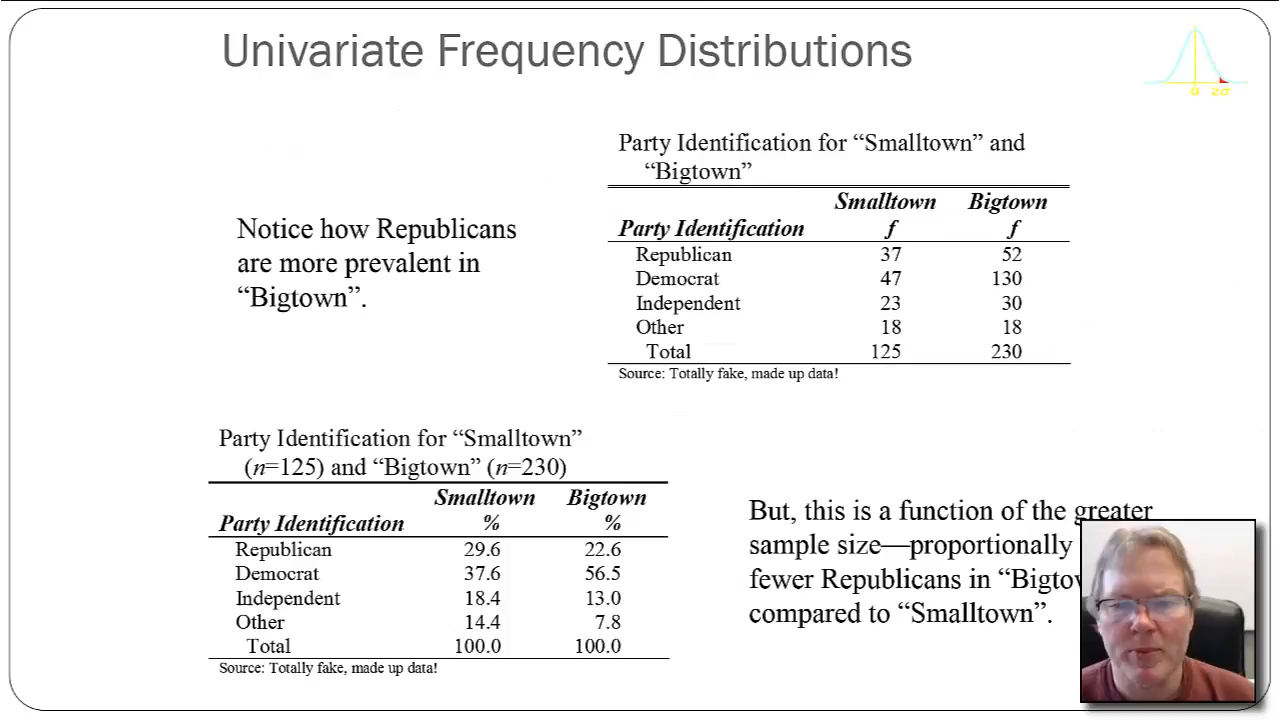 Univariate Frequency Distributions
0 2σ
Party Identification for “Smalltown” and
“Bigtown”
Smalltown Bigtown
Party Identification f f
Republican 37 52
Democrat 47 130
Independent 23 30
Other 18 18
Total 125 230
Source: Totally fake, made up data!
Notice how Republicans
are more prevalent in
“Bigtown”.
Party Identification for “Smalltown”
(n=125) and “Bigtown” (n=230)
Smalltown Bigtown
Party Identification % %
Republican 29.6 22.6
Democrat 37.6 56.5
Independent 18.4 13.0
Other 14.4 7.8
Total 100.0 100.0
Source: Totally fake, made up data!
But, this is a function of the greater
sample size—proportionally
fewer Republicans in
compared to “Smalltown”.